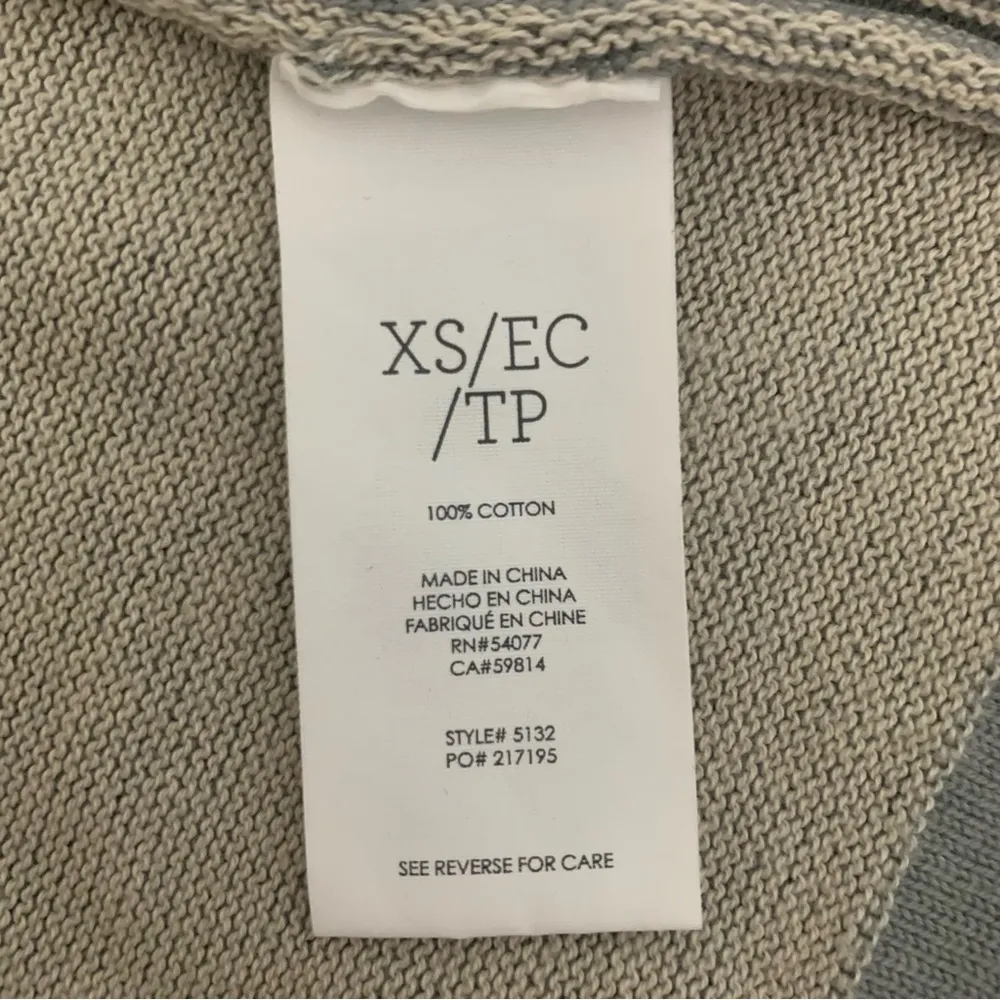 XS/EC
/TP
100% COTTON
MADE IN CHINA
HECHO EN CHINA
FABRIQUÉ EN CHINE
RN#54077
CA#59814
STYLE# 5132
PO# 217195
SEE REVERSE FOR CARE